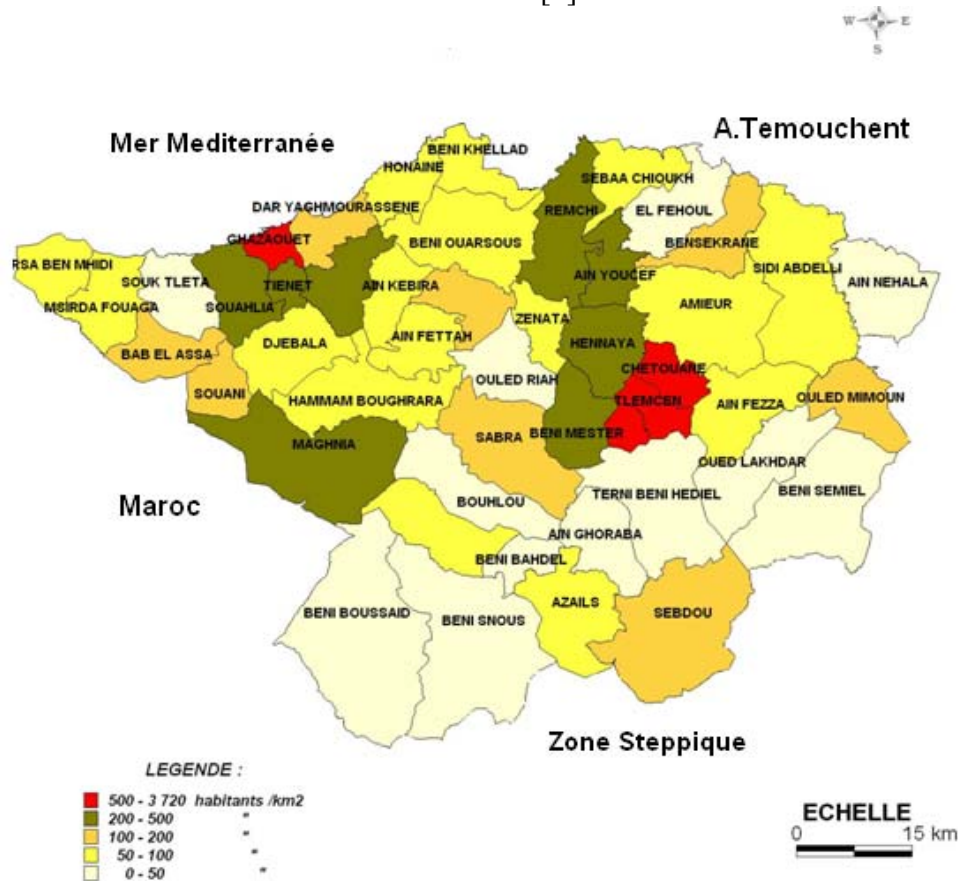 W E
S
Mer Mediterranée
A.Temouchent
BENI KHELLAD
HONAINE
SEBAA CHIOUKH
DAR YAGHMOURASSENE
REMCHI
EL FEHOUL
GHAZAOUET
BENI OUARSOUS
BENSEKRANE
RSA BEN MHIDI
SOUK TLETA
TIENET
AIN KEBIRA
AIN YOUCEF
SIDI ABDELLI
AIN NEHALA
MSIRDA FOUAGA
SOUAHLIA
AMIEUR
ZENATA
AIN FETTAH
DJEBALA
HENNAYA
BAB EL ASSA
CHETOUARE
OULED RIAH
SOUANI
HAMMAM BOUGHRARA
TLEMCEN
AIN FEZZA
OULED MIMOUN
MAGHNIA
SABRA
BENI MESTER
OUED LAKHDAR
Maroc
BOUHLOU
TERNI BENI HEDIEL
BENI SEMIEL
AIN GHORABA
BENI BAHDEL
BENI BOUSSAID
BENI SNOUS
AZAILS
SEBDOU
Zone Steppique
LEGENDE :
500 - 3 720 habitants /km2
200 - 500 "
100 - 200 "
50 - 100 "
0 - 50 "
ECHELLE
0 15 km